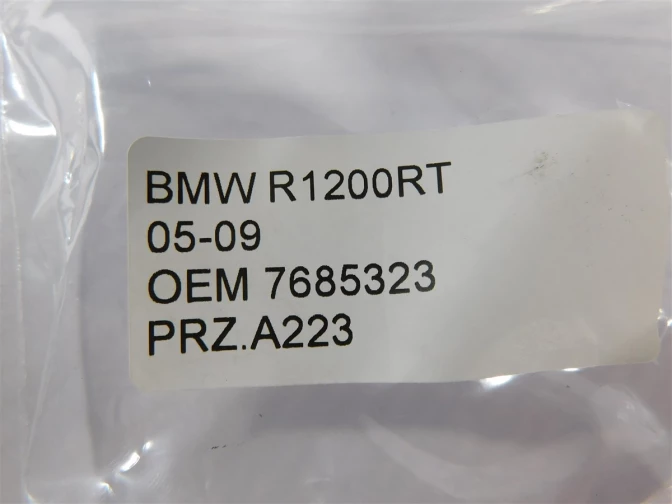 BMW R1200RT
05-09
OEM 7685323
PRZ.A223